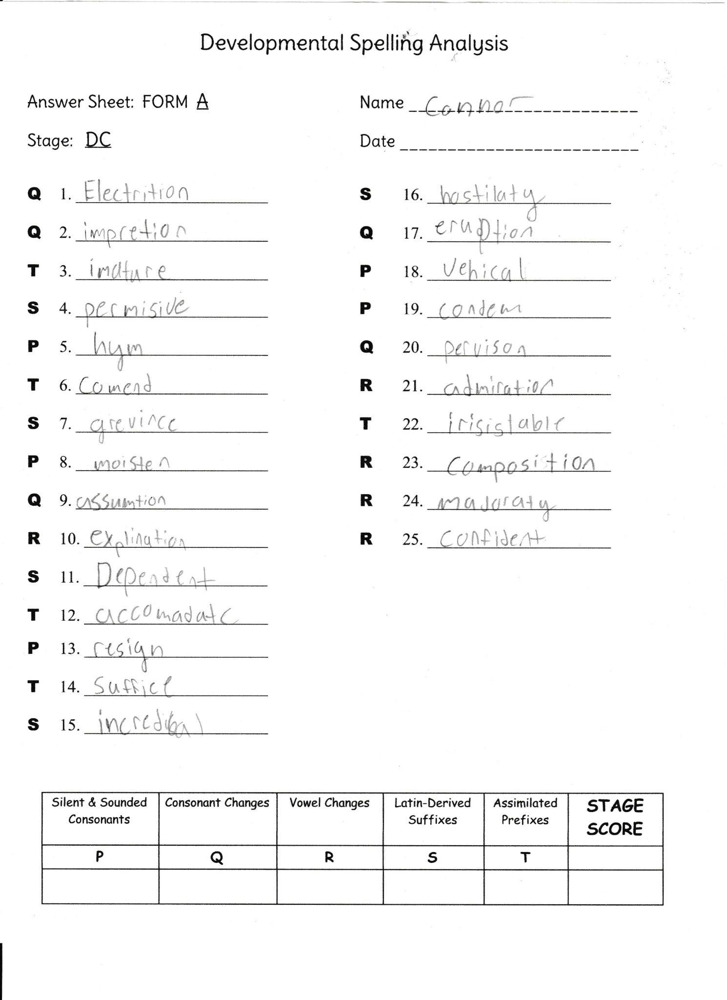 Developmental Spelling Analysis
Answer Sheet: FORM A
Name Connor
Stage: DC
Date
Q 1. Electrition
Q 2. impretion
T 3. imature
S 4. permisive
P 5. hym
T 6. Comend
S 7. grevince
P 8. moisten
Q 9. assumtion
R 10. explination
S 11. Dependent
T 12. accomadate
P 13. resign
T 14. suffice
S 15. incredibal
S 16. hostilaty
Q 17. eruption
P 18. vehical
P 19. condem
Q 20. pervison
R 21. admiration
T 22. irisistable
R 23. composition
R 24. majoraty
R 25. confident
Silent & Sounded Consonants
Consonant Changes
Vowel Changes
Latin-Derived Suffixes
Assimilated Prefixes
STAGE SCORE
P Q R S T